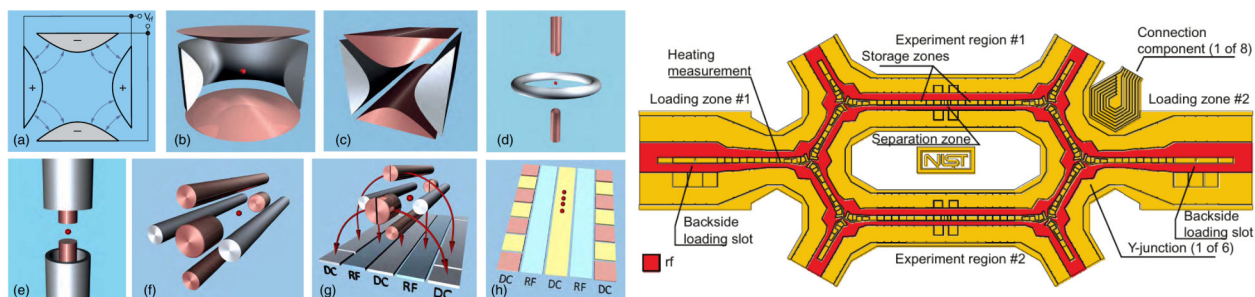 V_rf
−
+
+
−
(a)
(b)
(c)
(d)
(e)
(f)
DC RF DC RF DC
(g)
DC RF DC RF DC
(h)
Experiment region #1
Storage zones
Connection
component (1 of 8)
Heating
measurement
Loading zone #1
Loading zone #2
Separation zone
NIST
Backside
loading slot
Backside
loading slot
Y-junction (1 of 6)
Experiment region #2
rf